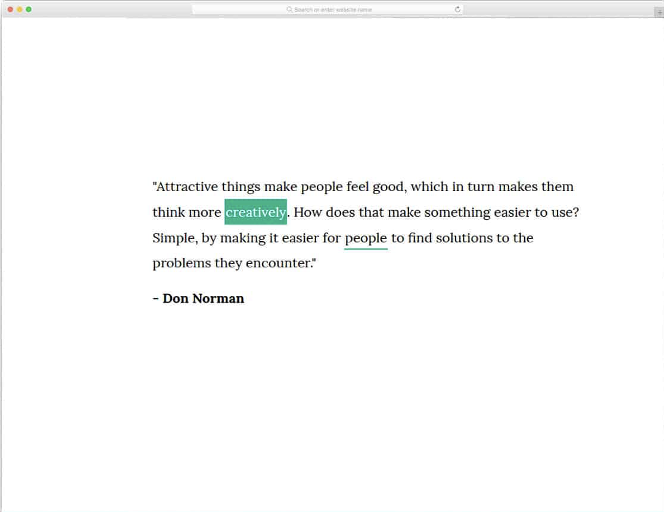 Search or enter website name
"Attractive things make people feel good, which in turn makes them
think more creatively. How does that make something easier to use?
Simple, by making it easier for people to find solutions to the
problems they encounter."
- Don Norman